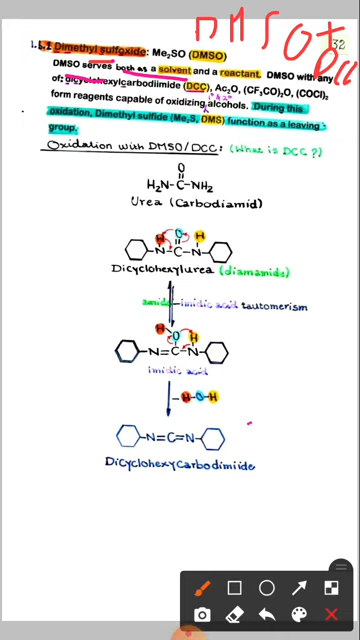 DMSO+
DCC
32
1.1.2 Dimethyl sulfoxide: Me2SO (DMSO)
DMSO serves both as a solvent and a reactant. DMSO with any
of: dicyclohexylcarbodiimide (DCC), Ac2O, (CF3CO)2O, (COCl)2
form reagents capable of oxidizing alcohols. During this
oxidation, Dimethyl sulfide (Me2S, DMS) function as a leaving
group.
Oxidation with DMSO/DCC: (What is DCC?)
O
H2N-C-NH2
Urea (Carbodiamid)
H O H
N-C-N
Dicyclohexylurea (diamamide)
amide-imidic acid tautomerism
H O H
N=C-N
imidic acid
-H-O-H
N=C=N
Dicyclohexycarbodimiide